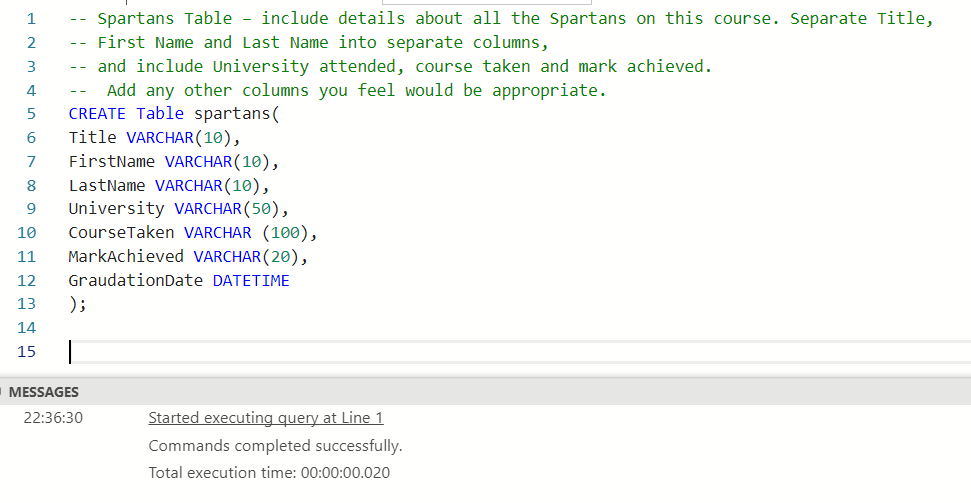 1 -- Spartans Table – include details about all the Spartans on this course. Separate Title,
2 -- First Name and Last Name into separate columns,
3 -- and include University attended, course taken and mark achieved.
4 --  Add any other columns you feel would be appropriate.
5 CREATE Table spartans(
6 Title VARCHAR(10),
7 FirstName VARCHAR(10),
8 LastName VARCHAR(10),
9 University VARCHAR(50),
10 CourseTaken VARCHAR (100),
11 MarkAchieved VARCHAR(20),
12 GraudationDate DATETIME
13 );
14
15
MESSAGES
22:36:30 Started executing query at Line 1
Commands completed successfully.
Total execution time: 00:00:00.020